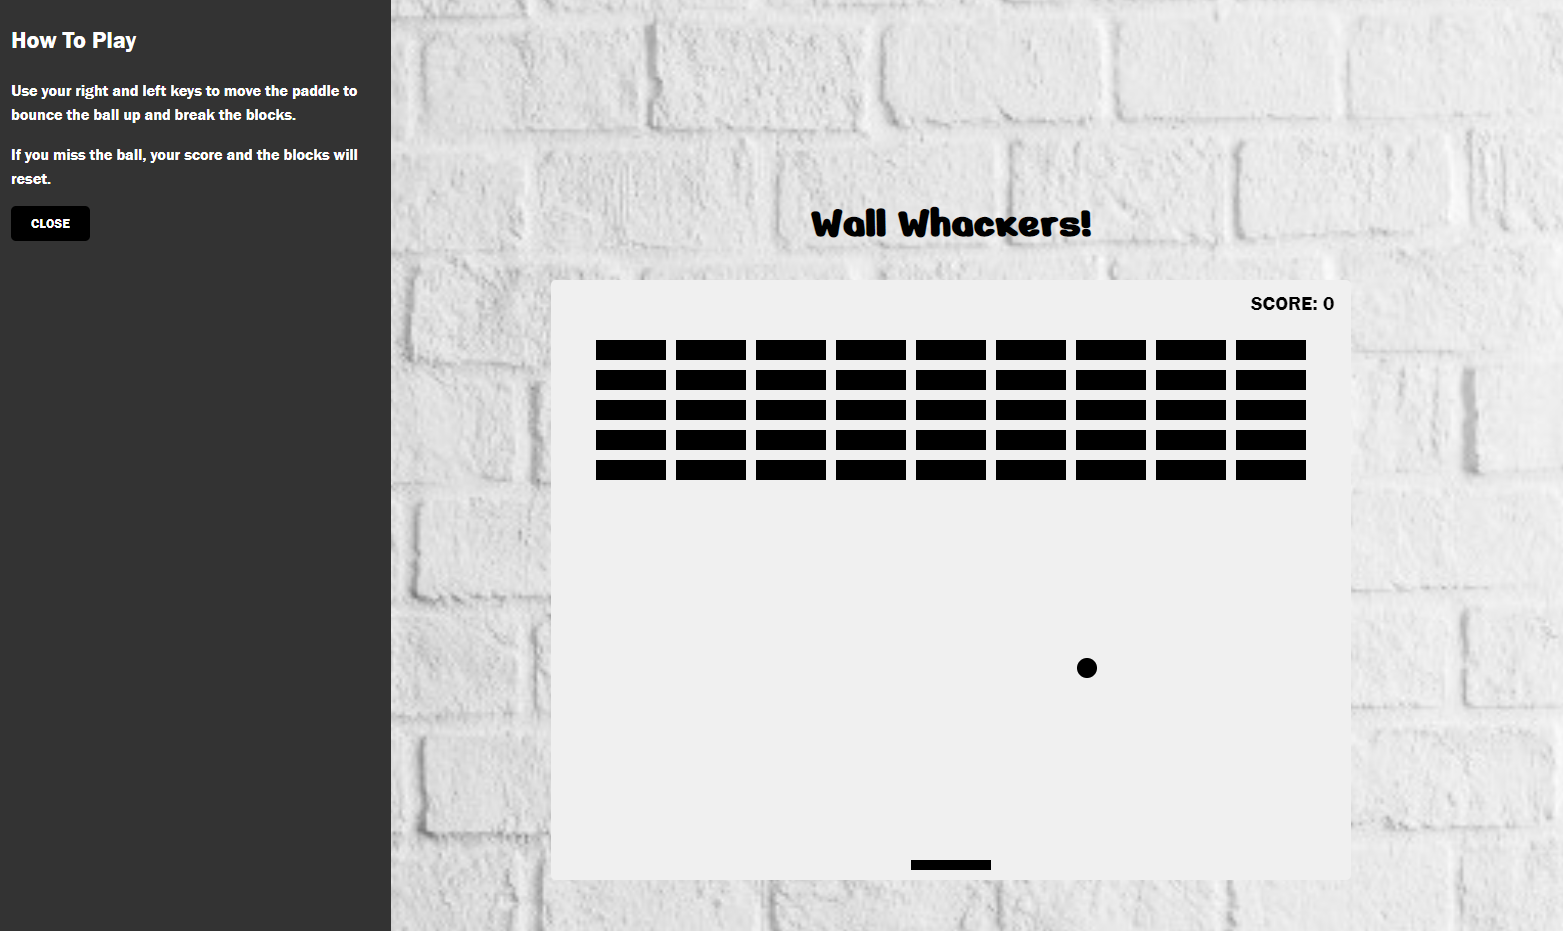 How To Play
Use your right and left keys to move the paddle to
bounce the ball up and break the blocks.
If you miss the ball, your score and the blocks will
reset.
CLOSE
Wall Whackers!
SCORE: 0